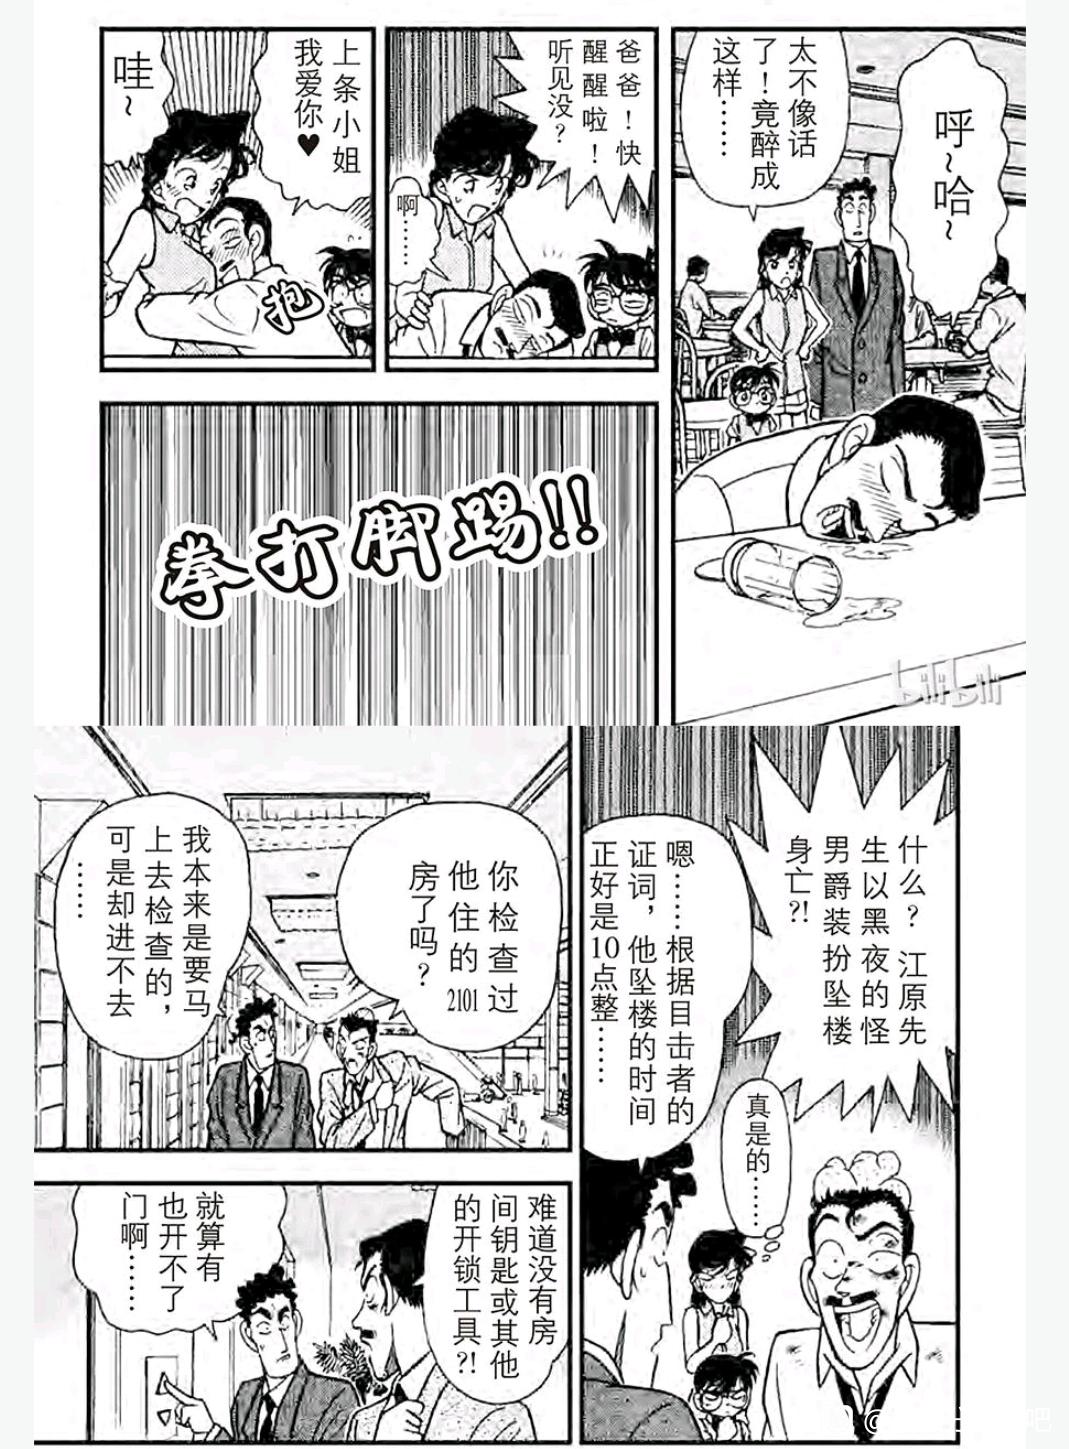 呼~哈~
太不像话
了！竟醉成
这样……
爸爸！快
醒醒啦！
听见没？
啊……
上条小姐
我爱你♥
哇~
抱
拳打脚踢!!
bilibili
什么？江原先
生以黑夜的怪
男爵装扮坠楼
身亡?!
嗯……根据目击者的
证词，他坠楼的时间
正好是10点整……
真是的……
你检查过
他住的2101
房了吗？
我本来是要马
上去检查的，
可是却进不去
……
难道没有房
间钥匙或其他
的开锁工具?!
就算有
也开不了
门啊……